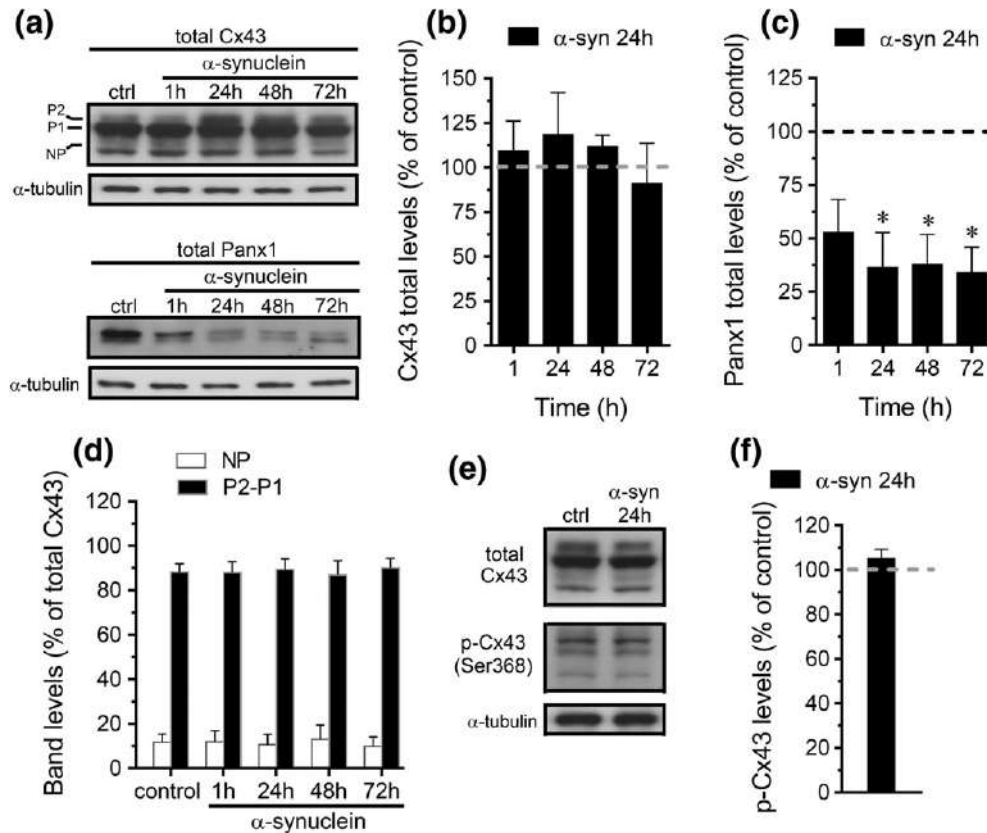 (a)
total Cx43
α-synuclein
ctrl 1h 24h 48h 72h
P2
P1
NP
α-tubulin
total Panx1
α-synuclein
ctrl 1h 24h 48h 72h
α-tubulin
(b)
α-syn 24h
Cx43 total levels (% of control)
150
125
100
75
50
25
0
1 24 48 72
Time (h)
(c)
α-syn 24h
Panx1 total levels (% of control)
125
100
75
50
25
0
* * *
1 24 48 72
Time (h)
(d)
NP
P2-P1
Band levels (% of total Cx43)
120
100
80
60
40
20
0
control 1h 24h 48h 72h
α-synuclein
(e)
α-syn
ctrl 24h
total
Cx43
p-Cx43
(Ser368)
α-tubulin
(f)
α-syn 24h
p-Cx43 levels (% of control)
120
100
80
60
40
20
0